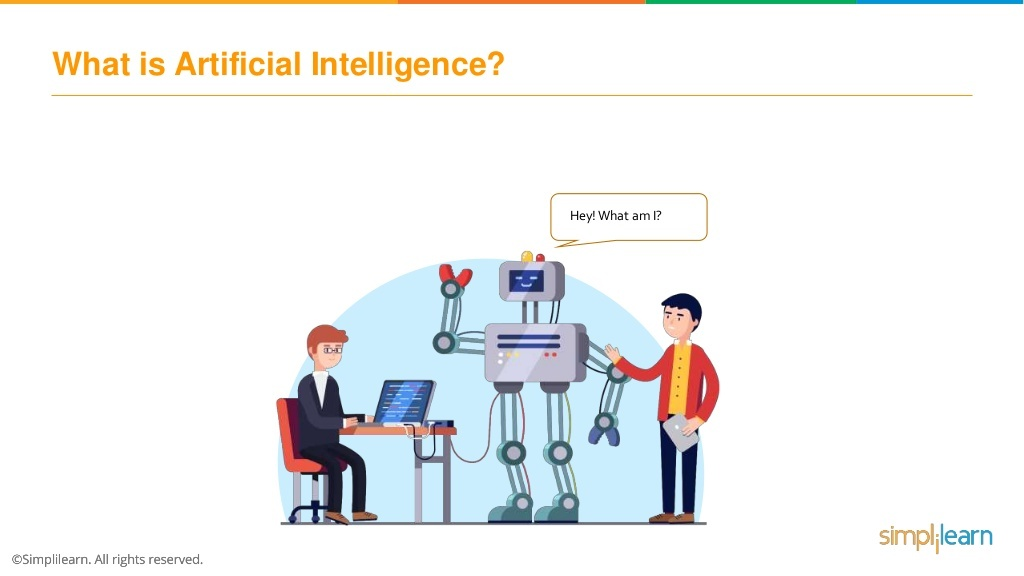 What is Artificial Intelligence?
Hey! What am I?
simplilearn
©Simplilearn. All rights reserved.